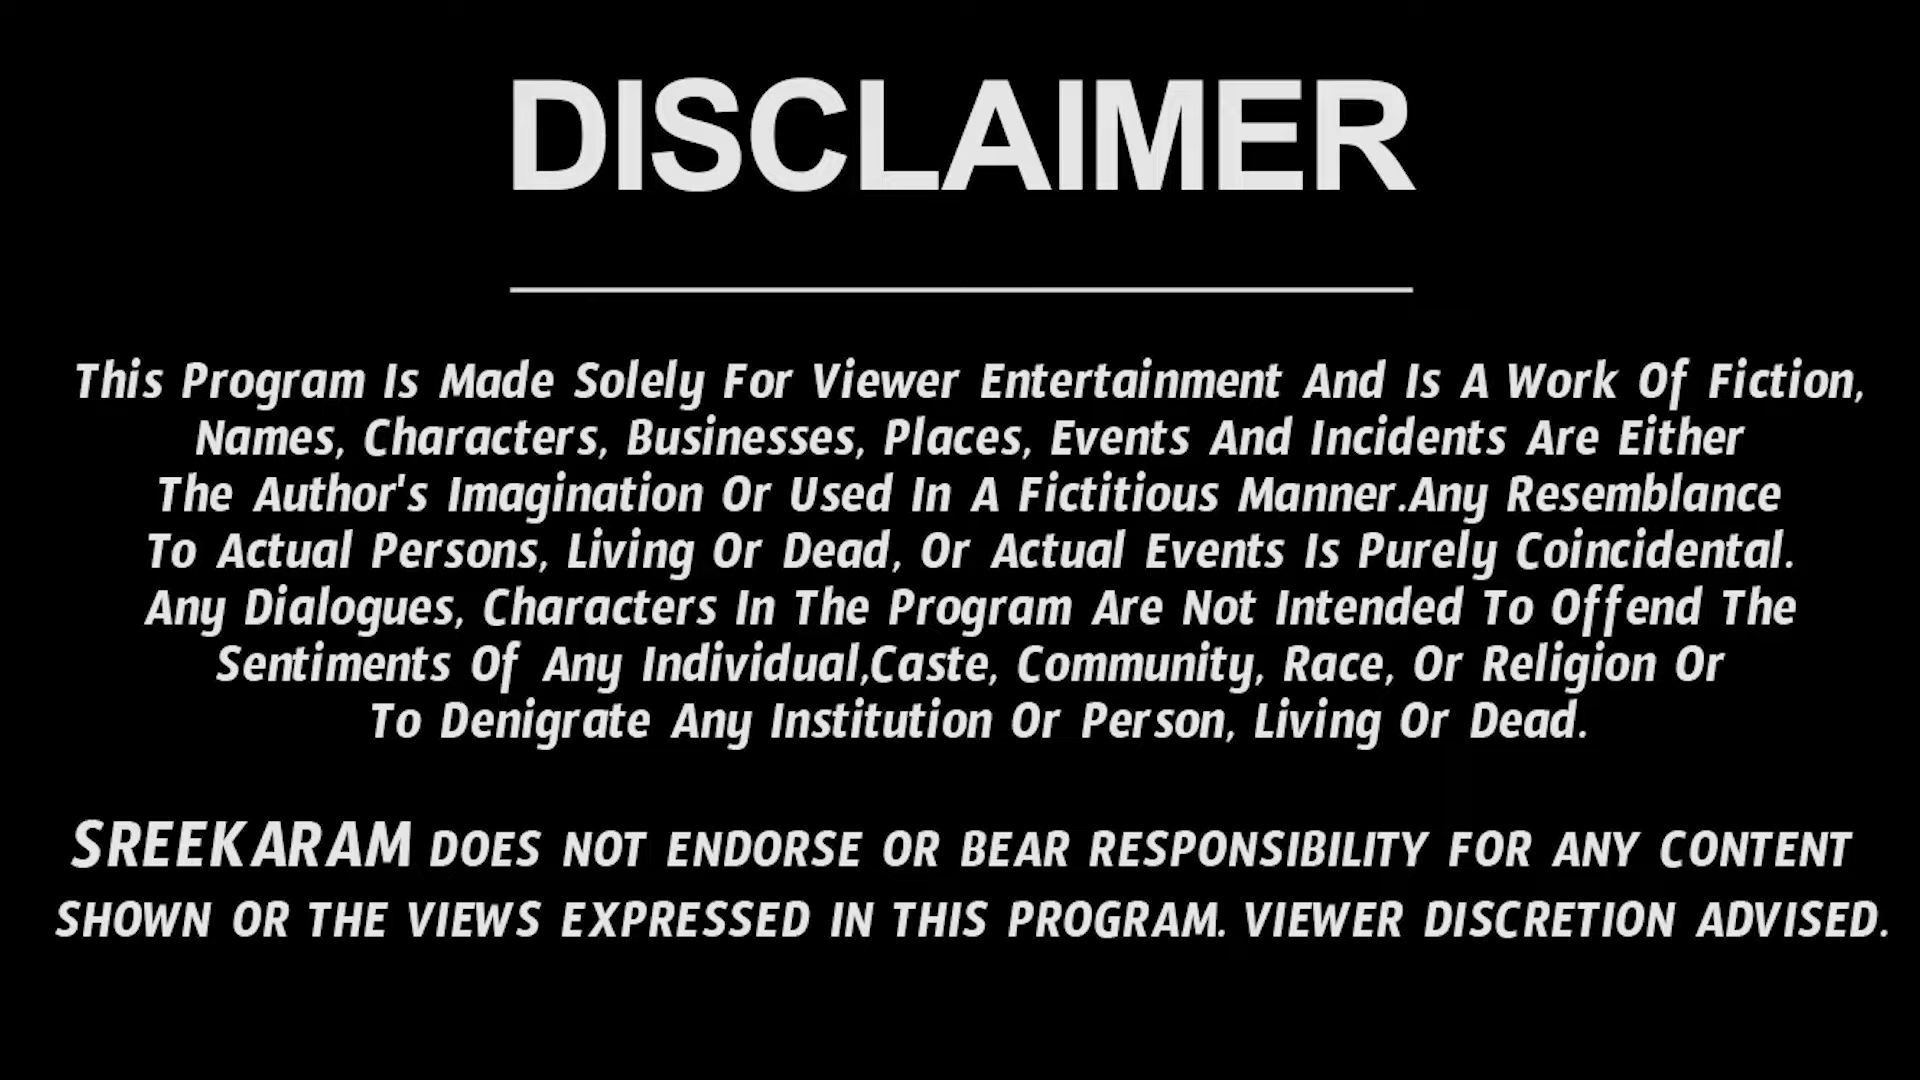 DISCLAIMER
This Program Is Made Solely For Viewer Entertainment And Is A Work Of Fiction,
Names, Characters, Businesses, Places, Events And Incidents Are Either
The Author's Imagination Or Used In A Fictitious Manner.Any Resemblance
To Actual Persons, Living Or Dead, Or Actual Events Is Purely Coincidental.
Any Dialogues, Characters In The Program Are Not Intended To Offend The
Sentiments Of Any Individual,Caste, Community, Race, Or Religion Or
To Denigrate Any Institution Or Person, Living Or Dead.
SREEKARAM DOES NOT ENDORSE OR BEAR RESPONSIBILITY FOR ANY CONTENT
SHOWN OR THE VIEWS EXPRESSED IN THIS PROGRAM. VIEWER DISCRETION ADVISED.